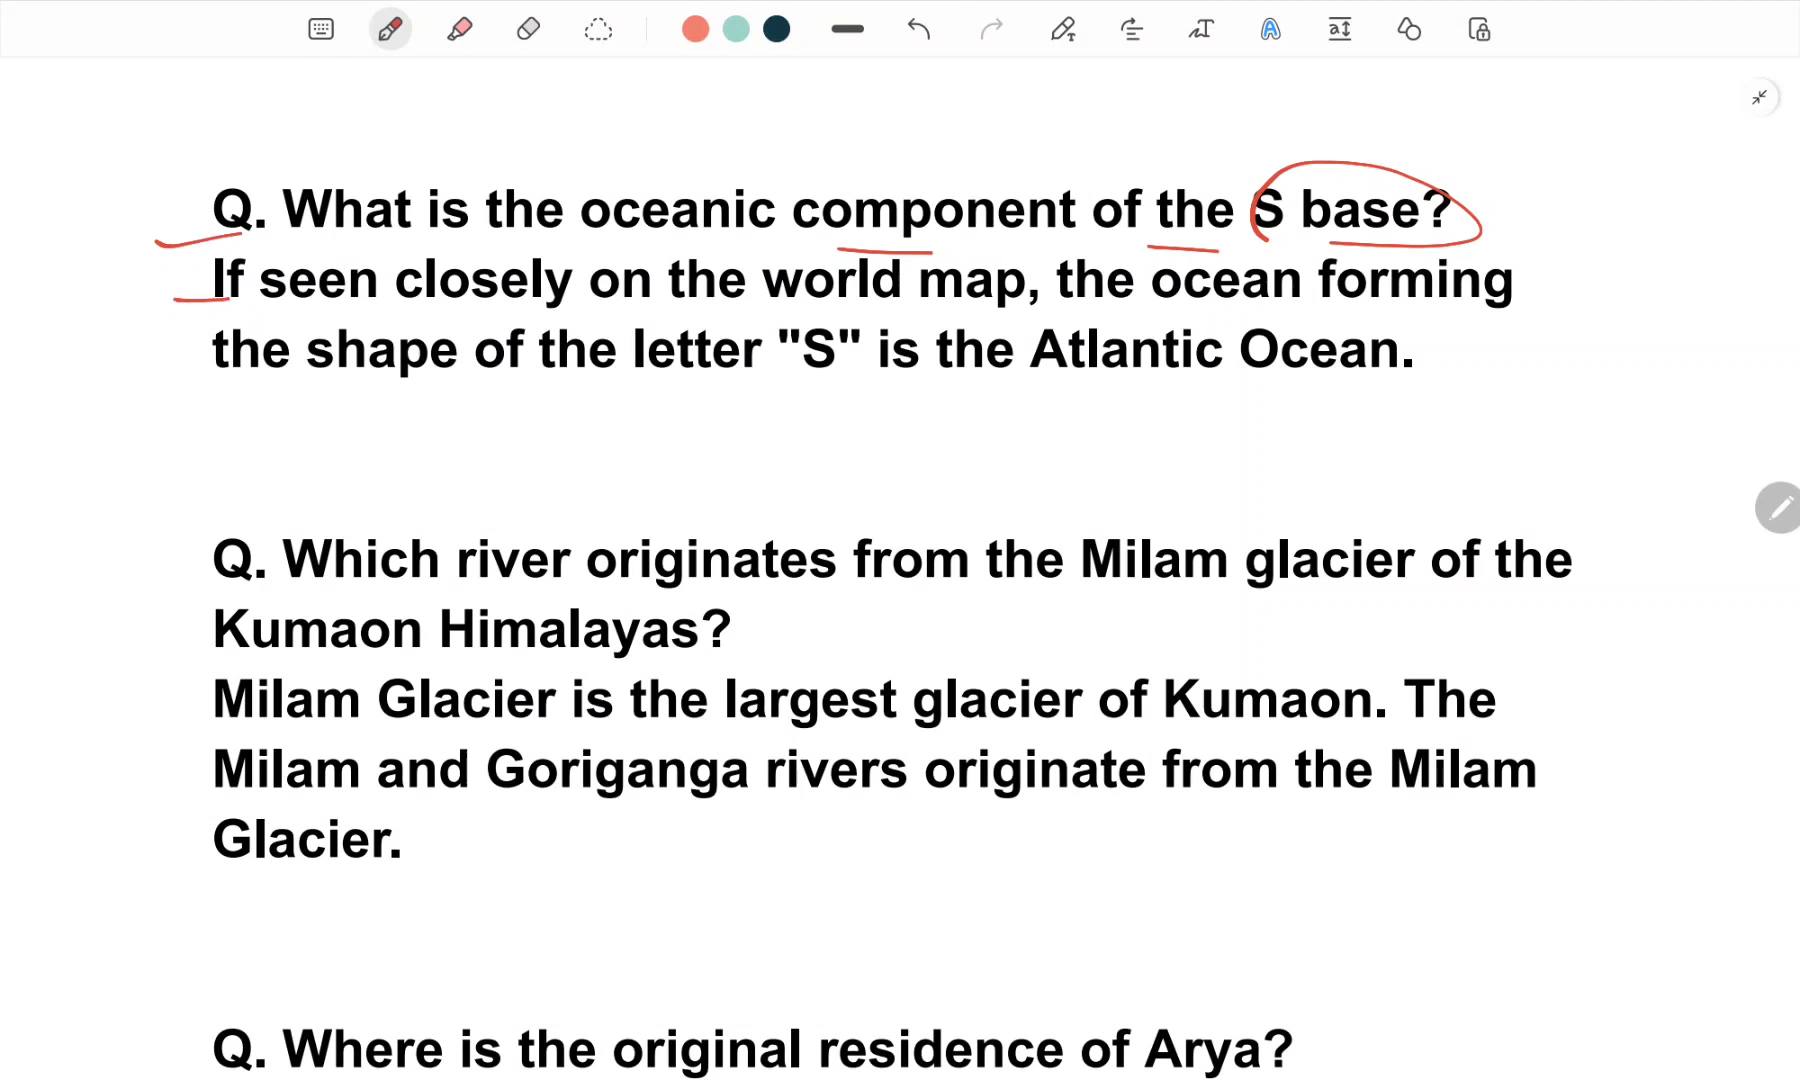 Q. What is the oceanic component of the S base?
If seen closely on the world map, the ocean forming
the shape of the letter "S" is the Atlantic Ocean.
Q. Which river originates from the Milam glacier of the
Kumaon Himalayas?
Milam Glacier is the largest glacier of Kumaon. The
Milam and Goriganga rivers originate from the Milam
Glacier.
Q. Where is the original residence of Arya?